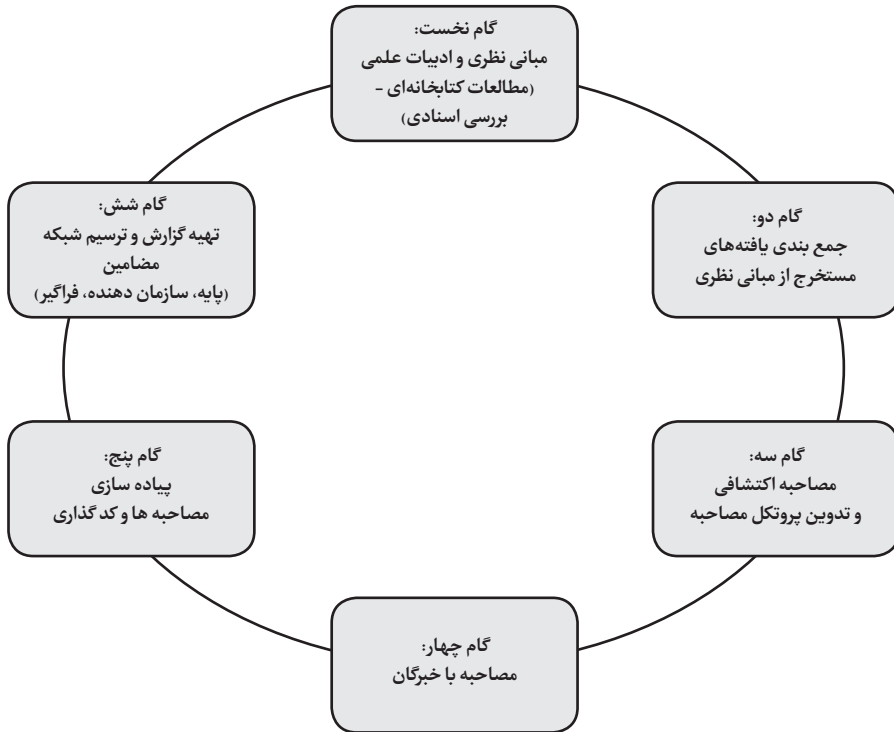 گام نخست:
مبانی نظری و ادبیات علمی
(مطالعات کتابخانه‌ای -
بررسی اسنادی)
گام دو:
جمع بندی یافته‌های
مستخرج از مبانی نظری
گام سه:
مصاحبه اکتشافی
و تدوین پروتکل مصاحبه
گام چهار:
مصاحبه با خبرگان
گام پنج:
پیاده سازی
مصاحبه ها و کد گذاری
گام شش:
تهیه گزارش و ترسیم شبکه
مضامین
(پایه، سازمان دهنده، فراگیر)